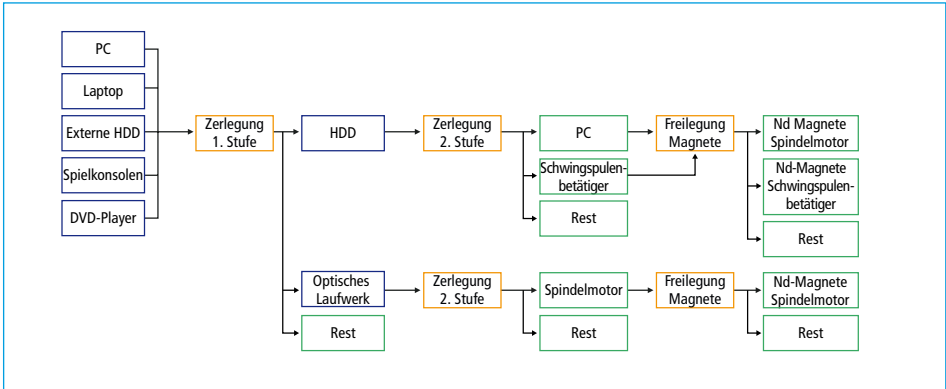 PC
Laptop
Externe HDD
Spielkonsolen
DVD-Player
Zerlegung
1. Stufe
HDD
Optisches
Laufwerk
Rest
Zerlegung
2. Stufe
PC
Schwingspulen-
betätiger
Rest
Freilegung
Magnete
Nd Magnete
Spindelmotor
Nd-Magnete
Schwingspulen-
betätiger
Rest
Zerlegung
2. Stufe
Spindelmotor
Rest
Freilegung
Magnete
Nd-Magnete
Spindelmotor
Rest